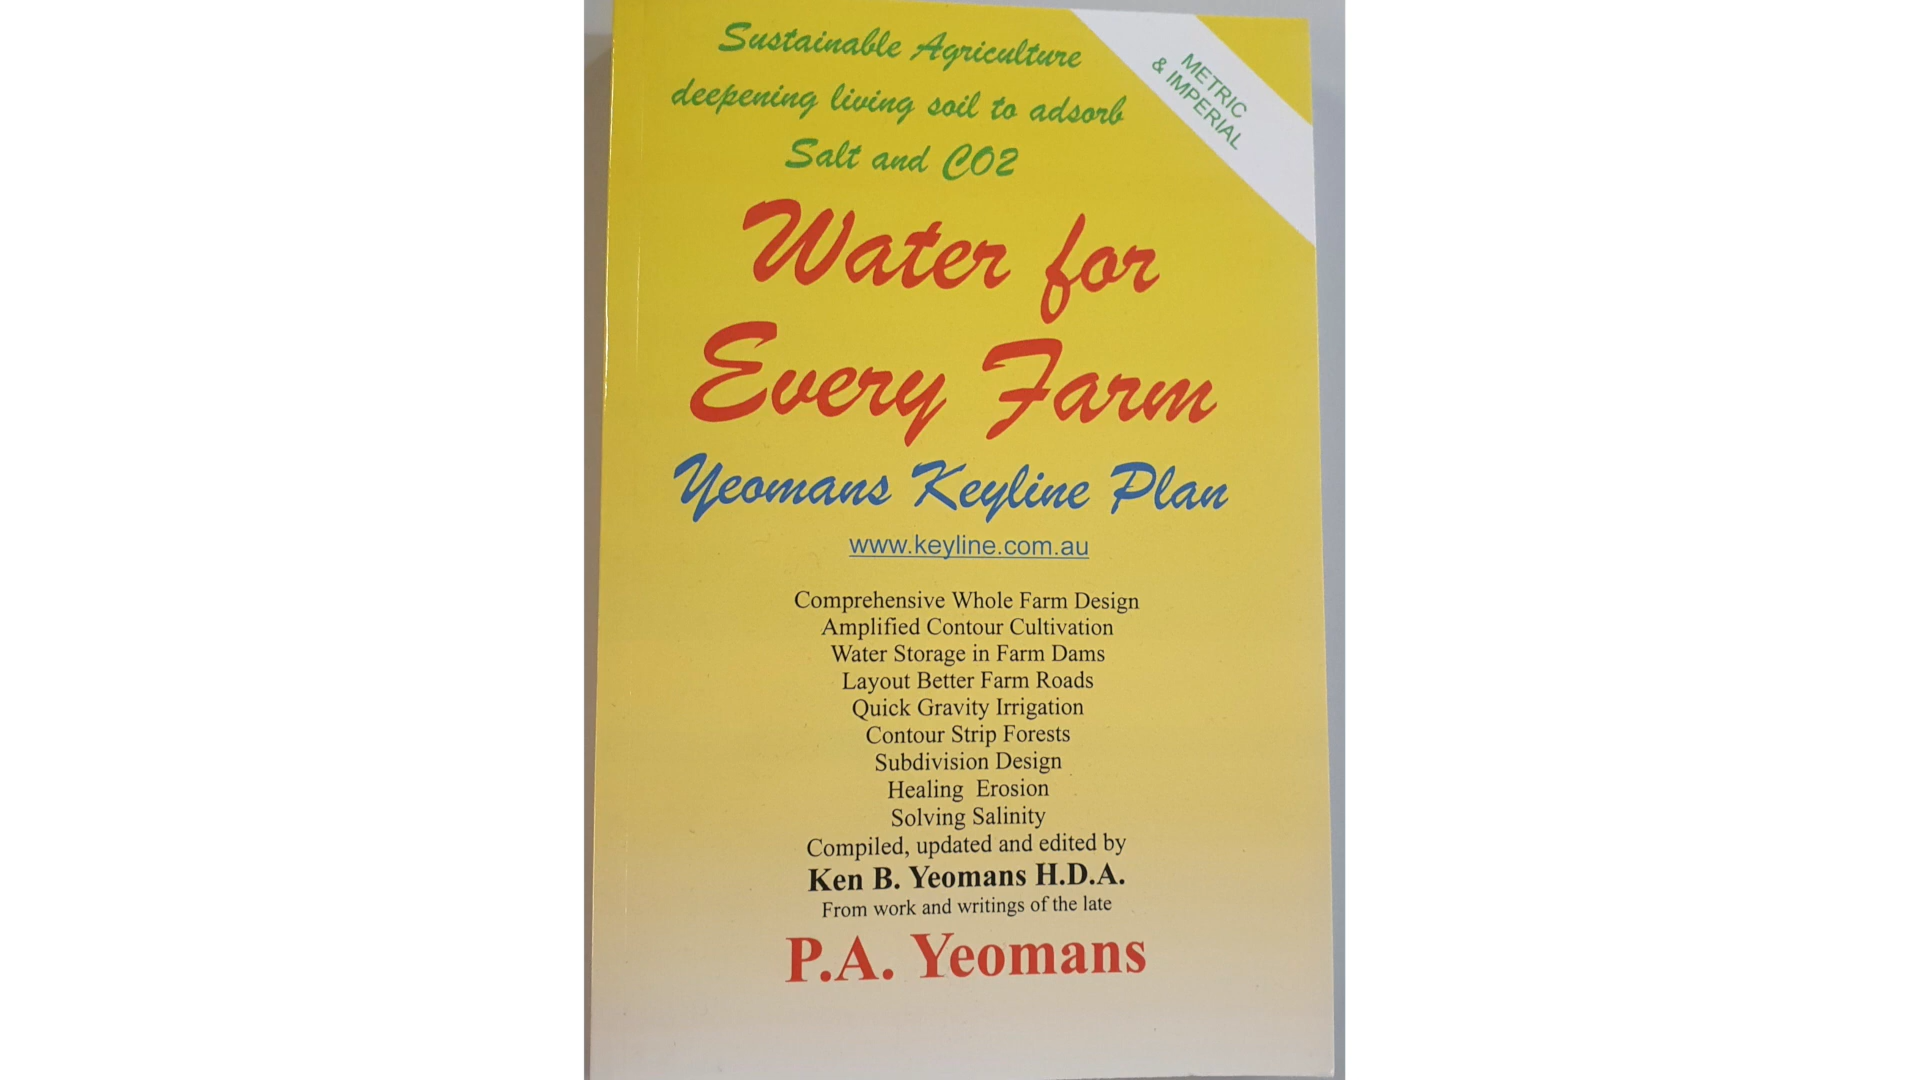 Sustainable Agriculture
deepening living soil to adsorb
Salt and CO2
METRIC
& IMPERIAL
Water for
Every Farm
Yeomans Keyline Plan
www.keyline.com.au
Comprehensive Whole Farm Design
Amplified Contour Cultivation
Water Storage in Farm Dams
Layout Better Farm Roads
Quick Gravity Irrigation
Contour Strip Forests
Subdivision Design
Healing Erosion
Solving Salinity
Compiled, updated and edited by
Ken B. Yeomans H.D.A.
From work and writings of the late
P.A. Yeomans